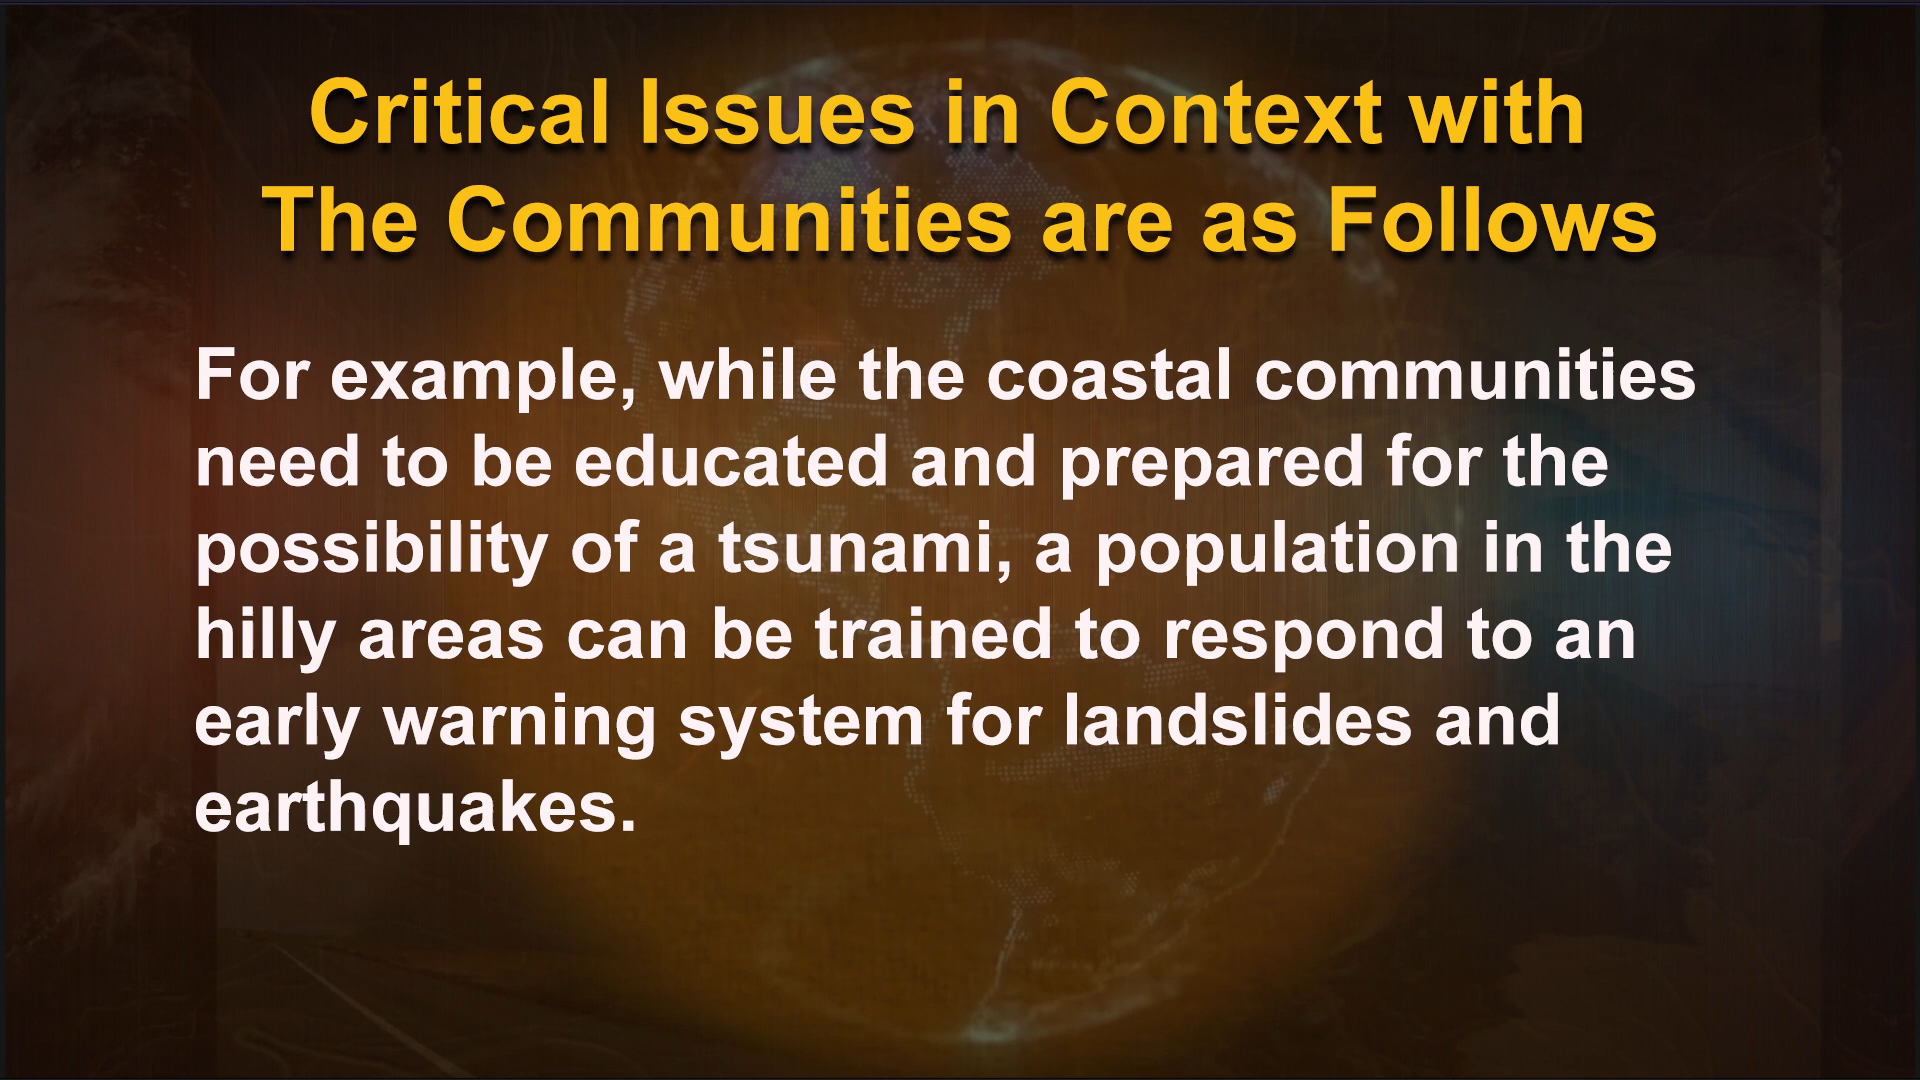 Critical Issues in Context with
The Communities are as Follows
For example, while the coastal communities
need to be educated and prepared for the
possibility of a tsunami, a population in the
hilly areas can be trained to respond to an
early warning system for landslides and
earthquakes.